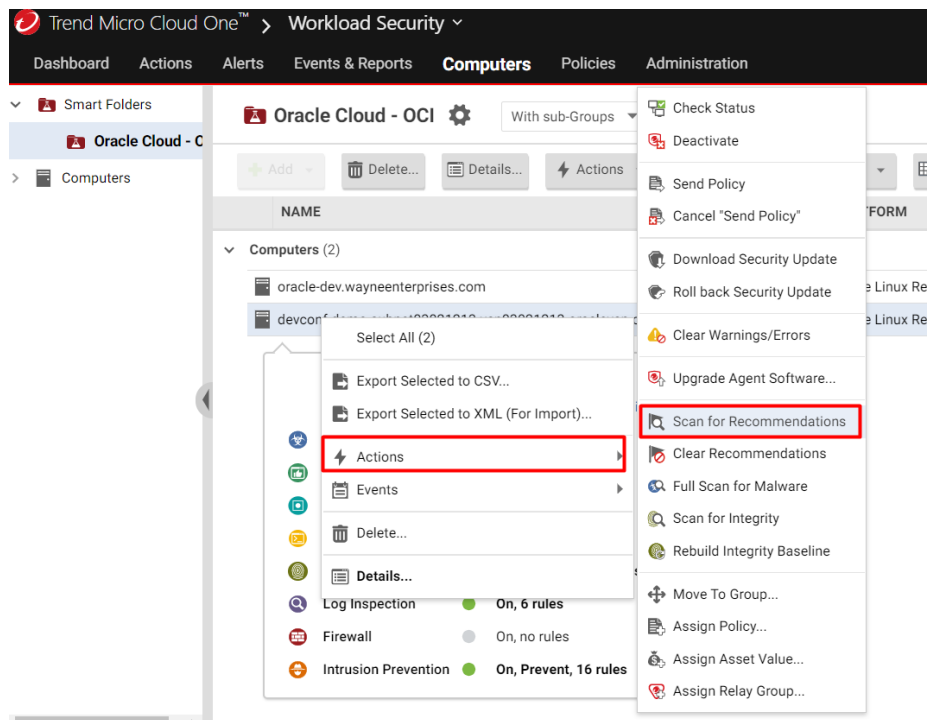 Trend Micro Cloud One™ > Workload Security
Dashboard Actions Alerts Events & Reports Computers Policies Administration
Smart Folders
Oracle Cloud - O
Computers
Oracle Cloud - OCI
With sub-Groups
Add
Delete...
Details...
Actions
NAME
FORM
Computers (2)
oracle-dev.wayneenterprises.com
e Linux Re
e Linux Re
Select All (2)
Export Selected to CSV...
Export Selected to XML (For Import)...
Actions
Events
Delete...
Details...
Log Inspection On, 6 rules
Firewall On, no rules
Intrusion Prevention On, Prevent, 16 rules
Check Status
Deactivate
Send Policy
Cancel "Send Policy"
Download Security Update
Roll back Security Update
Clear Warnings/Errors
Upgrade Agent Software...
Scan for Recommendations
Clear Recommendations
Full Scan for Malware
Scan for Integrity
Rebuild Integrity Baseline
Move To Group...
Assign Policy...
Assign Asset Value...
Assign Relay Group...